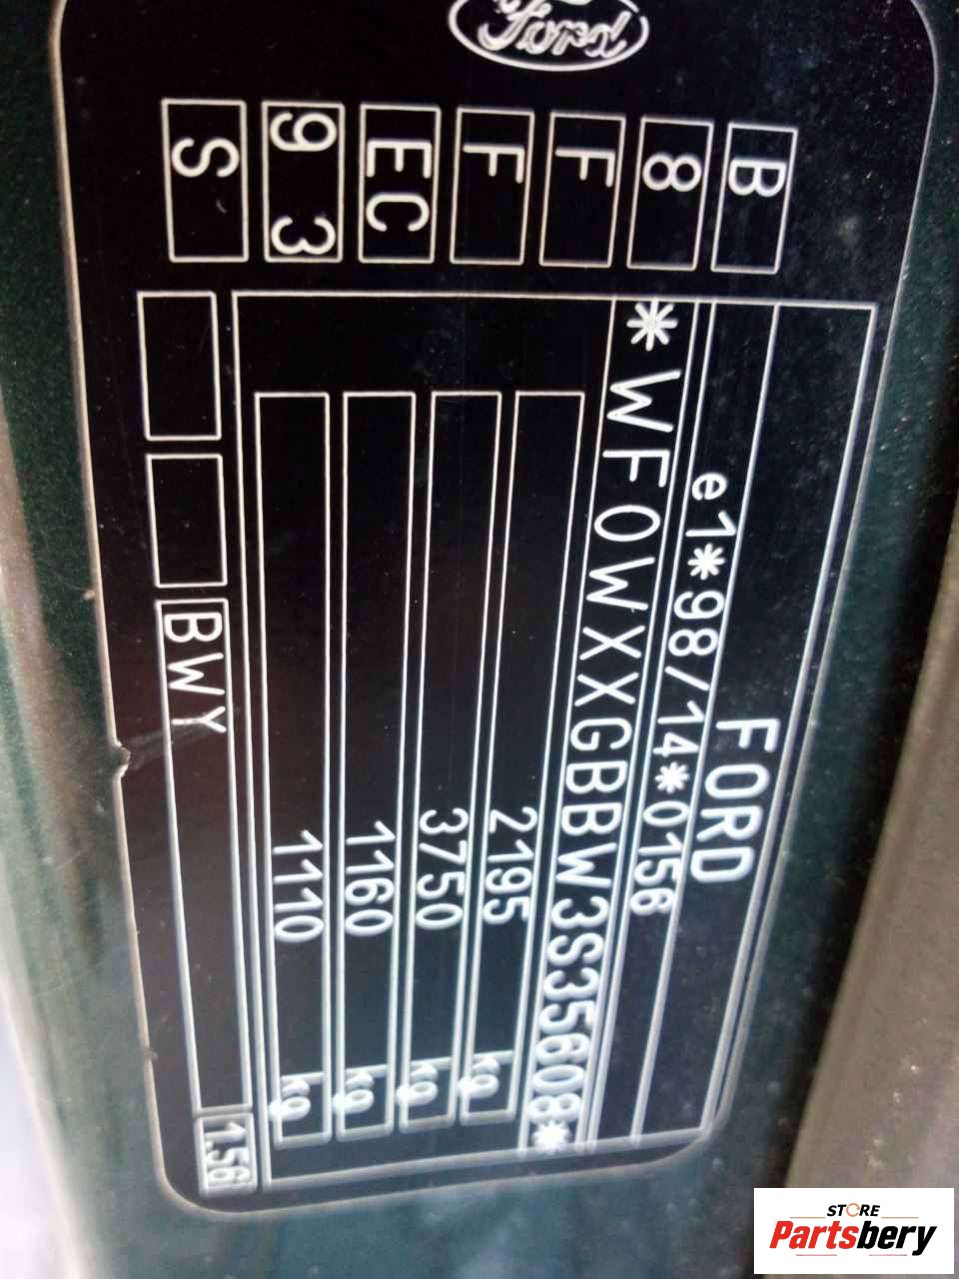 Ford
FORD
e1*98/14*0156
*WF0WXXGBBW3S35608*
2195 kg
3750 kg
1160 kg
1110 kg
B
8
F
F
EC
9 3
S
BWY
1.56
STORE
Partsbery